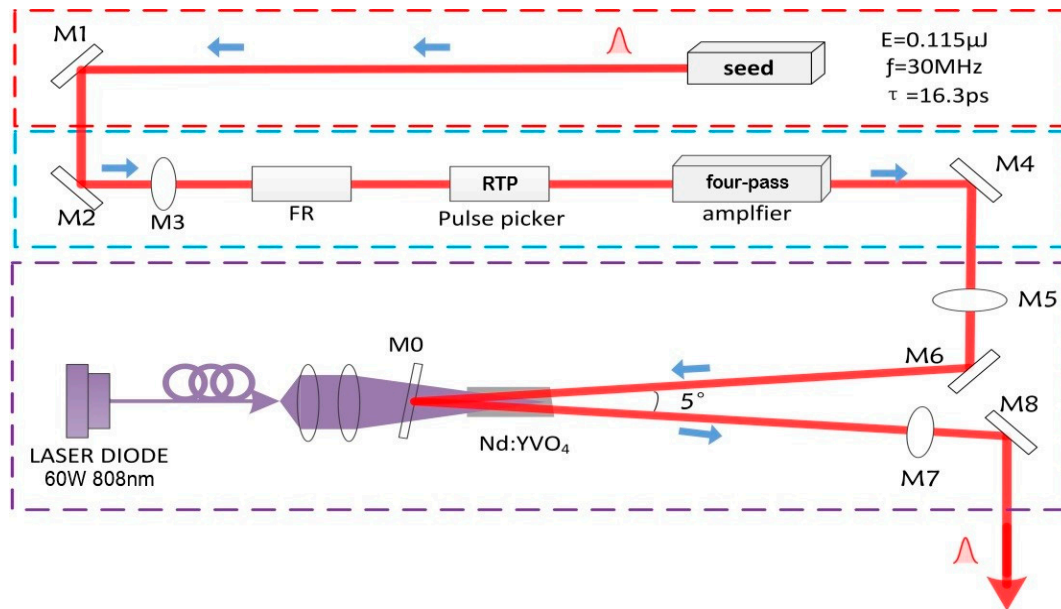 M1
seed
E=0.115μJ
ƒ=30MHz
τ=16.3ps
M2
M3
FR
RTP
Pulse picker
four-pass
amplfier
M4
M5
M0
M6
5°
M8
Nd:YVO₄
M7
LASER DIODE
60W 808nm